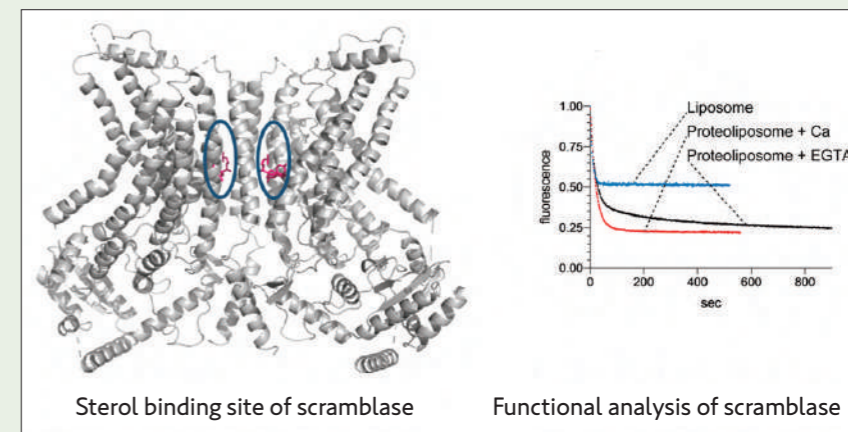 Liposome
Proteoliposome + Ca
Proteoliposome + EGTA
1.00
0.75
0.50
0.25
0.00
fluorescence
0 200 400 600 800
sec
Sterol binding site of scramblase
Functional analysis of scramblase